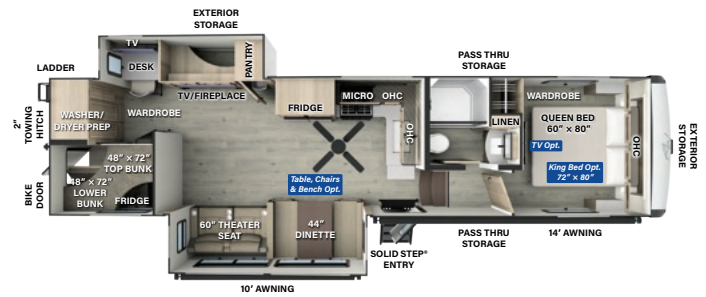 EXTERIOR
STORAGE
TV
DESK
PANTRY
LADDER
TV/FIREPLACE
2"
TOWING
HITCH
WASHER/
DRYER PREP
WARDROBE
FRIDGE
MICRO
OHC
OHC
PASS THRU
STORAGE
LINEN
WARDROBE
QUEEN BED
60" × 80"
TV Opt.
King Bed Opt.
72" × 80"
OHC
EXTERIOR
STORAGE
48" × 72"
TOP BUNK
48" × 72"
LOWER
BUNK
FRIDGE
BIKE
DOOR
Table, Chairs
& Bench Opt.
60" THEATER
SEAT
44"
DINETTE
SOLID STEP®
ENTRY
PASS THRU
STORAGE
14' AWNING
10' AWNING